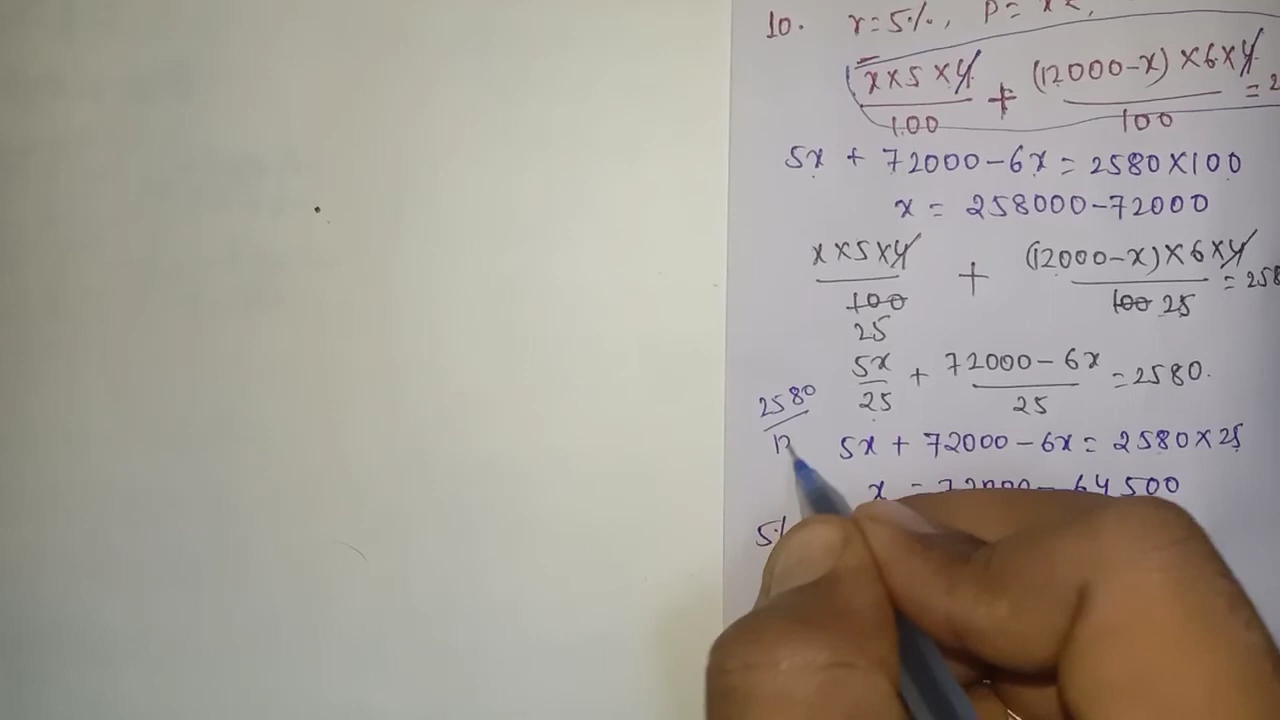 10. r=5%, P=
x×5×4/100 + (12000-x)×6×4/100 = 2
5x + 72000-6x = 2580×100
x = 258000-72000
x×5×4/100 25 + (12000-x)×6×4/100 25 = 258
5x/25 + 72000-6x/25 = 2580.
2580/12
5x + 72000-6x = 2580×25
x = 72000- 64500
5%